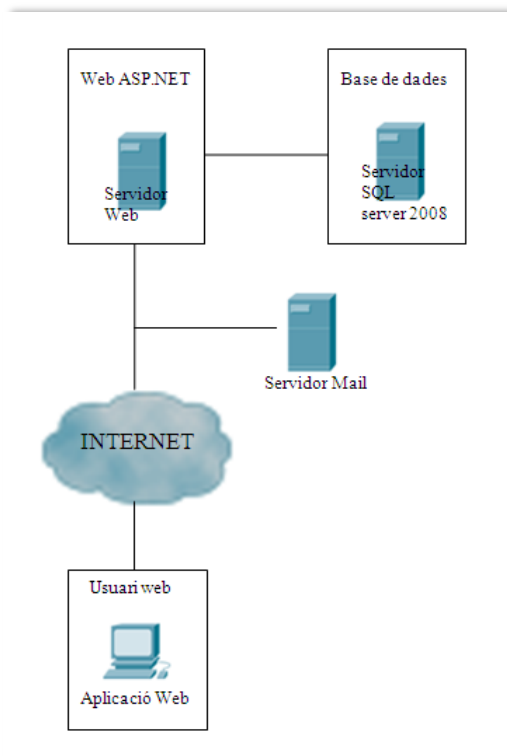 Web ASP.NET
Servidor
Web
Base de dades
Servidor
SQL
server 2008
Servidor Mail
INTERNET
Usuari web
Aplicació Web